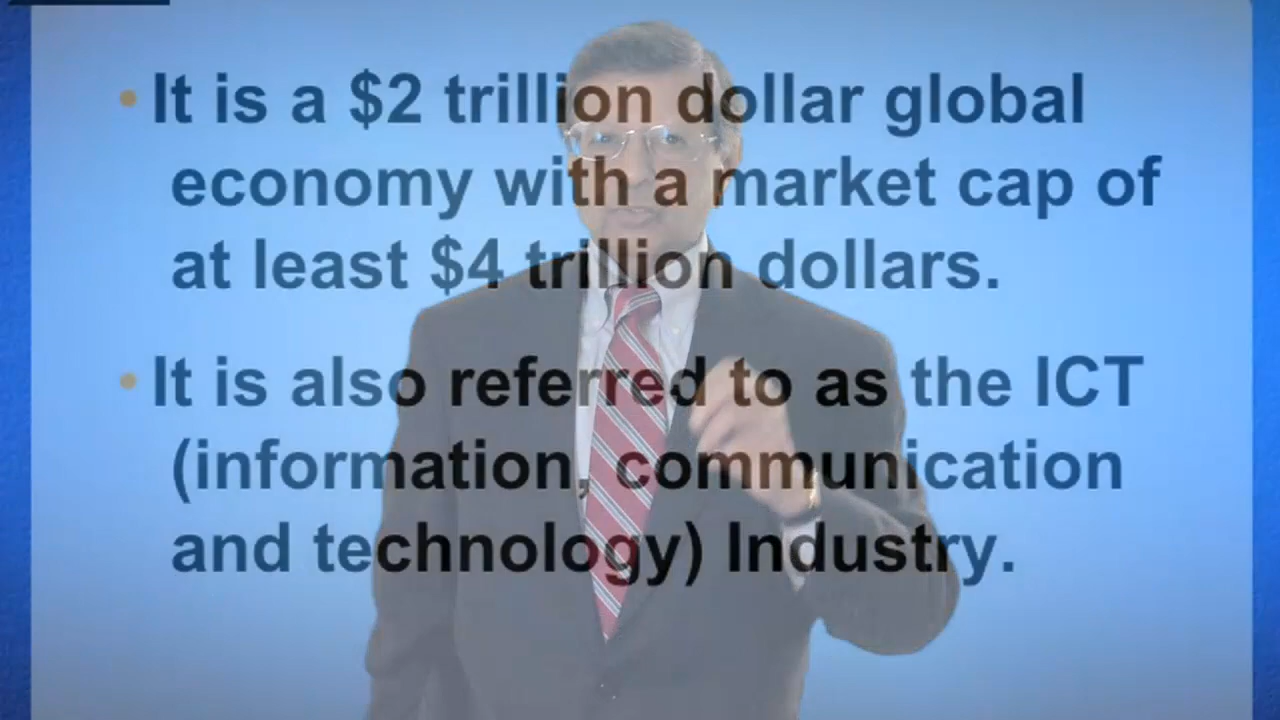 • It is a $2 trillion dollar global
economy with a market cap of
at least $4 trillion dollars.
• It is also referred to as the ICT
(information, communication
and technology) Industry.